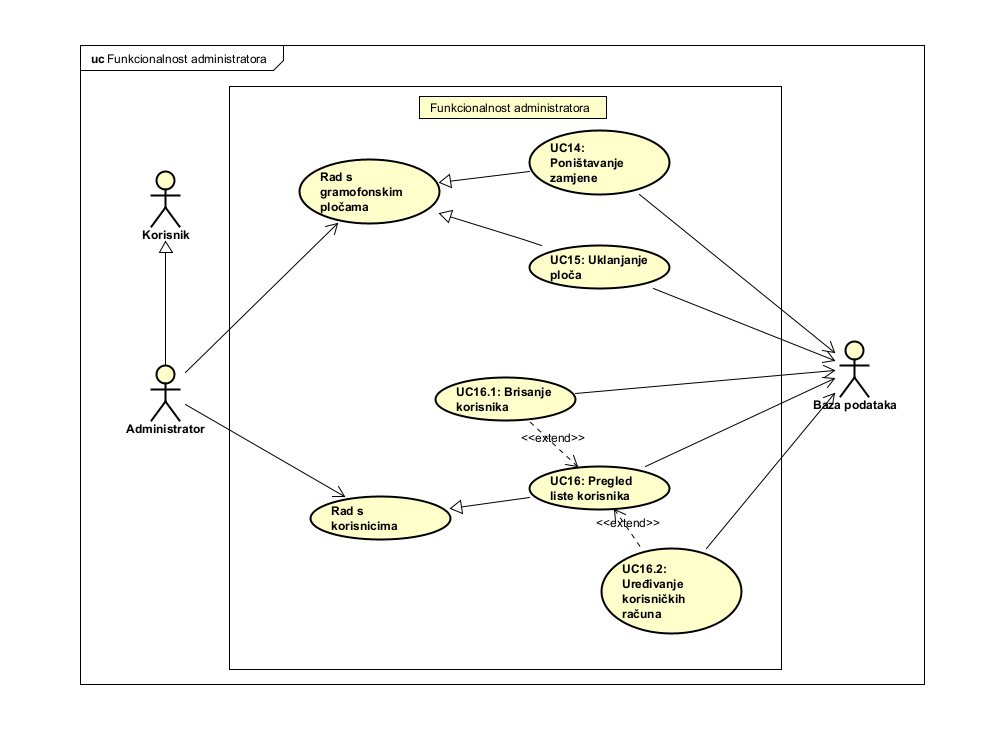 uc Funkcionalnost administratora
Funkcionalnost administratora
UC14:
Poništavanje
zamjene
Rad s
gramofonskim
pločama
Korisnik
UC15: Uklanjanje
ploča
Administrator
Baza podataka
UC16.1: Brisanje
korisnika
<<extend>>
UC16: Pregled
liste korisnika
Rad s
korisnicima
<<extend>>
UC16.2:
Uređivanje
korisničkih
računa